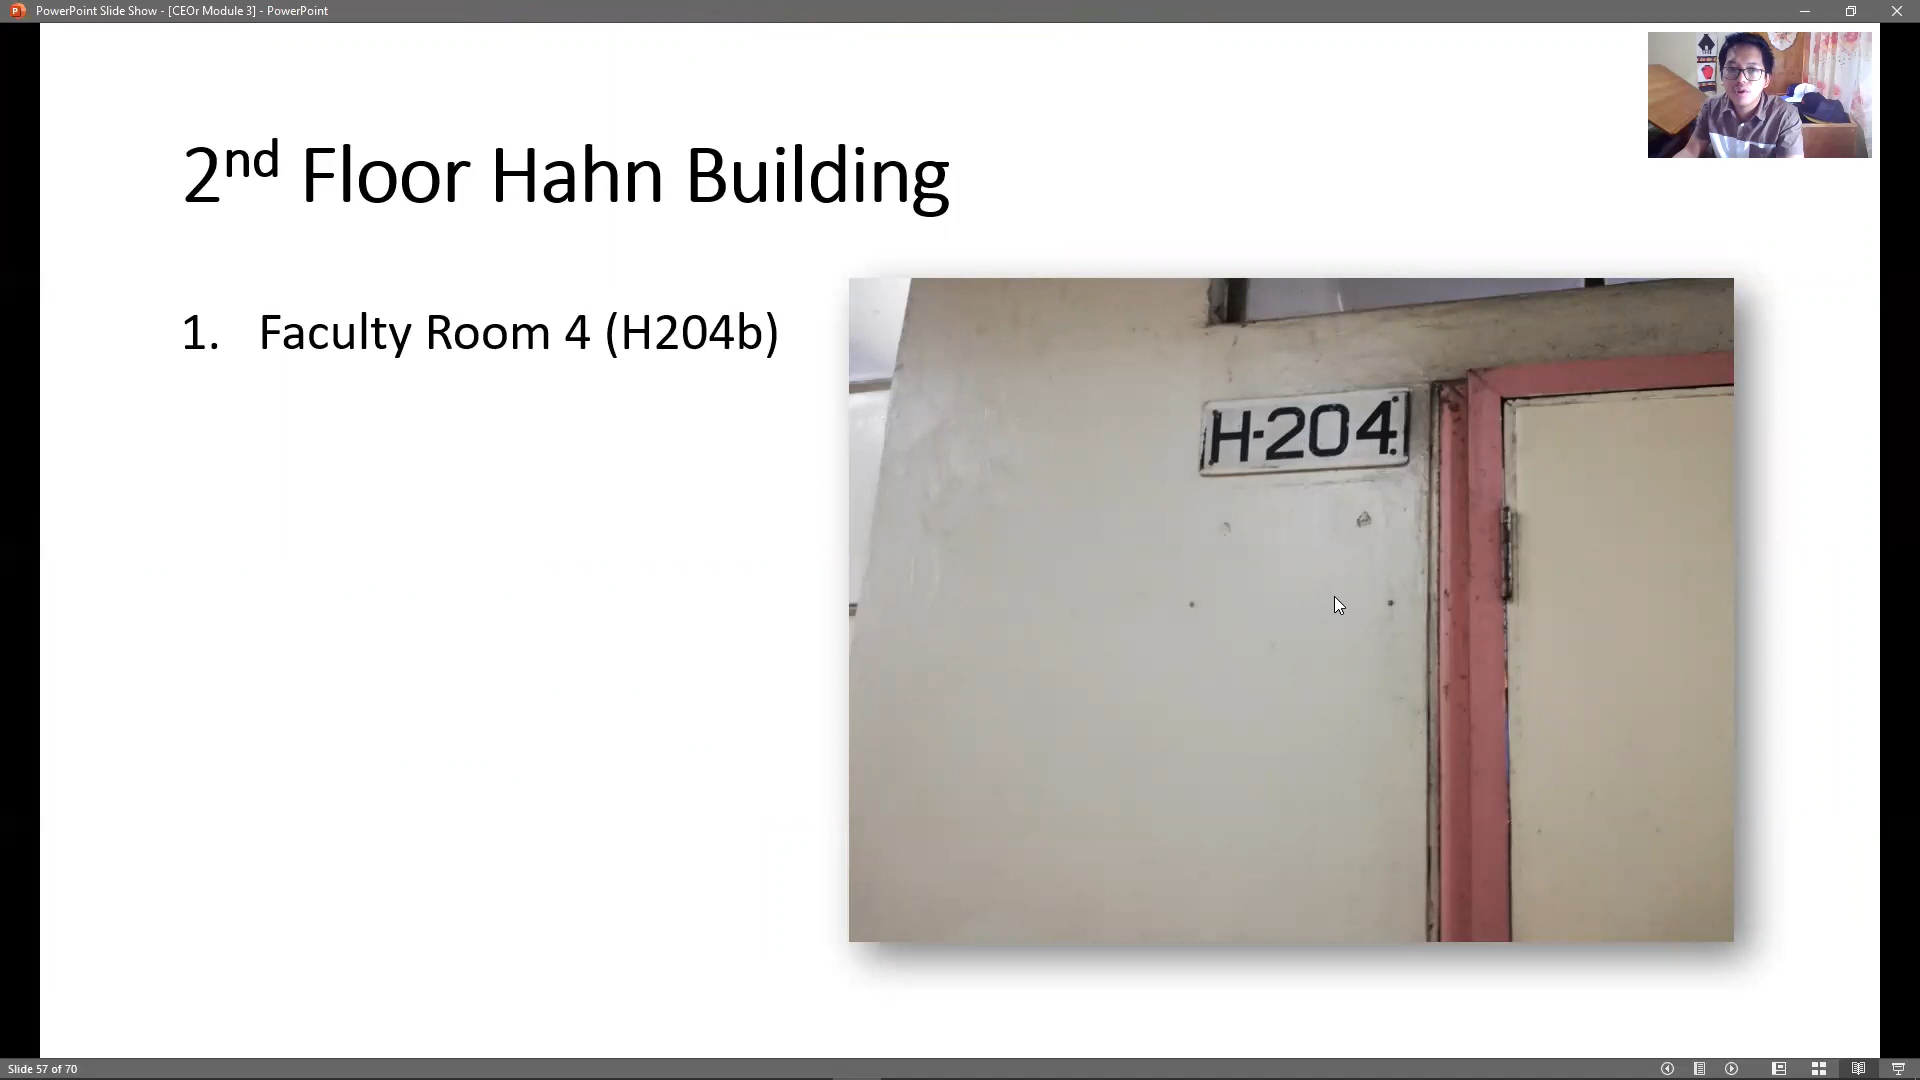 PowerPoint Slide Show - [CEOr Module 3] - PowerPoint
2nd Floor Hahn Building
1. Faculty Room 4 (H204b)
H-204
Slide 57 of 70